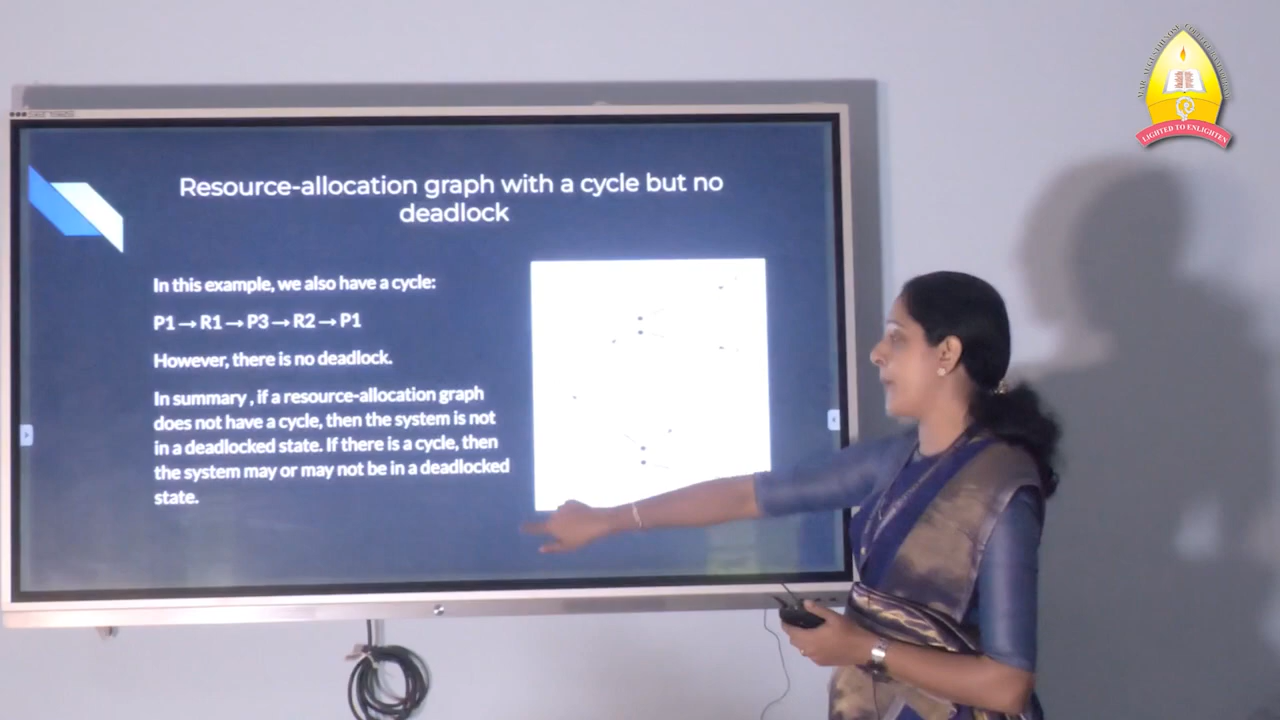 Resource-allocation graph with a cycle but no
deadlock
In this example, we also have a cycle:
P1→R1→P3→R2→P1
However, there is no deadlock.
In summary , if a resource-allocation graph
does not have a cycle, then the system is not
in a deadlocked state. If there is a cycle, then
the system may or may not be in a deadlocked
state.
LIGHTED TO ENLIGHTEN